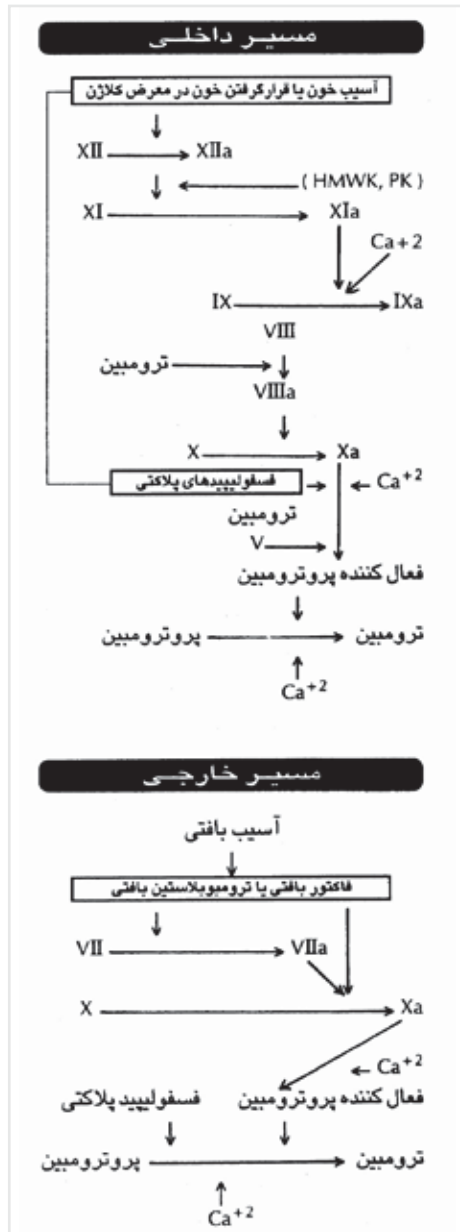 مسیر داخلی
آسیب خون یا قرارگرفتن خون در معرض کلاژن
XII XIIa
( HMWK, PK )
XI XIa
Ca+2
IX IXa
VIII
ترومبین
VIIIa
X Xa
فسفولیپیدهای پلاکتی Ca+2
ترومبین
V
فعال کننده پروترومبین
پروترومبین ترومبین
Ca+2
مسیر خارجی
آسیب بافتی
فاکتور بافتی یا ترومبوبلاستین بافتی
VII VIIa
X Xa
Ca+2
فسفولیپید پلاکتی فعال کننده پروترومبین
پروترومبین ترومبین
Ca+2